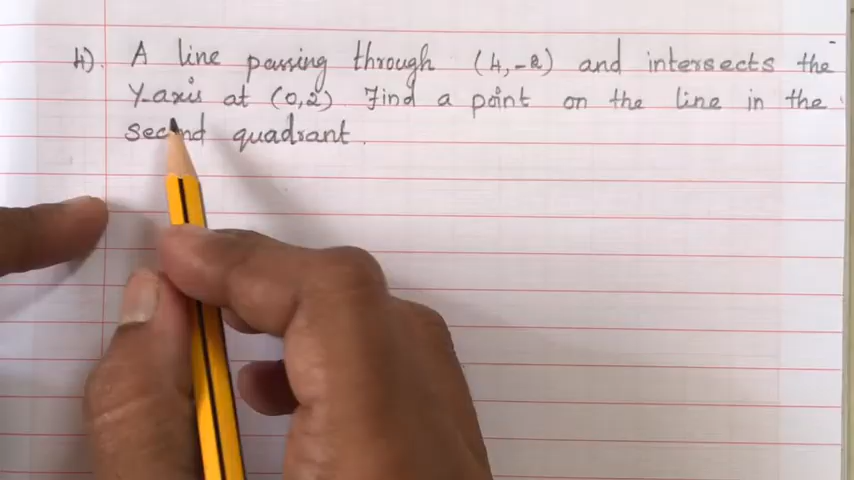 4). A line passing through (4,-2) and intersects the
Y-axis at (0,2) Find a point on the line in the
second quadrant.